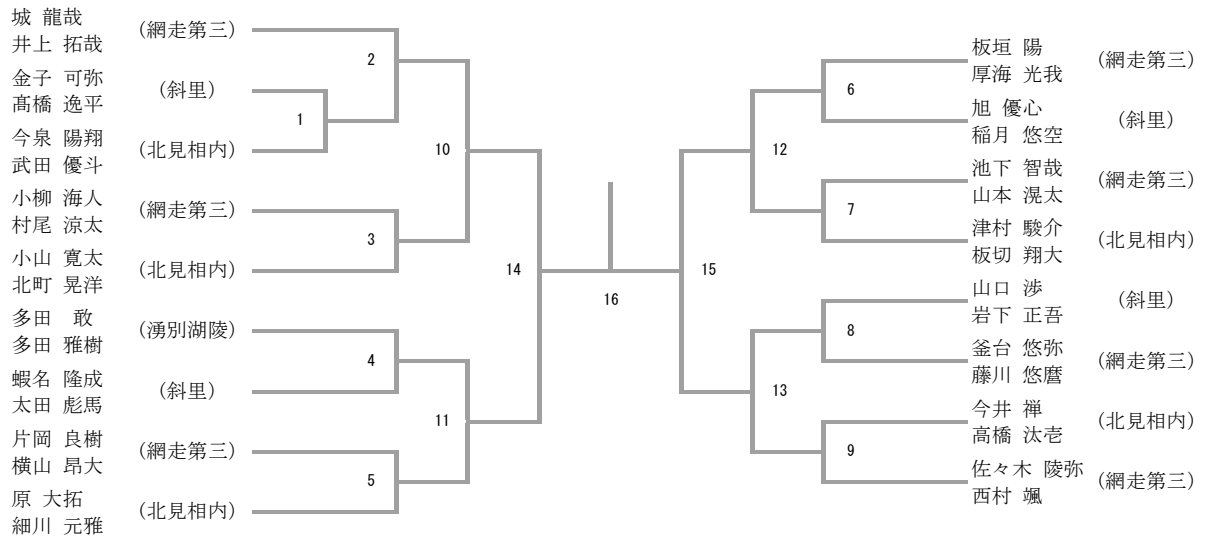 城 龍哉
井上 拓哉
(網走第三)
金子 可弥
髙橋 逸平
(斜里)
今泉 陽翔
武田 優斗
(北見相内)
小柳 海人
村尾 涼太
(網走第三)
小山 寛太
北町 晃洋
(北見相内)
多田 敢
多田 雅樹
(湧別湖陵)
蝦名 隆成
太田 彪馬
(斜里)
片岡 良樹
横山 昂大
(網走第三)
原 大拓
細川 元雅
(北見相内)
1
2
3
4
5
10
11
14
16
15
12
13
6
7
8
9
板垣 陽
厚海 光我
(網走第三)
旭 優心
稲月 悠空
(斜里)
池下 智哉
山本 滉太
(網走第三)
津村 駿介
板切 翔大
(北見相内)
山口 渉
岩下 正吾
(斜里)
釜台 悠弥
藤川 悠麿
(網走第三)
今井 禅
高橋 汰壱
(北見相内)
佐々木 陵弥
西村 颯
(網走第三)